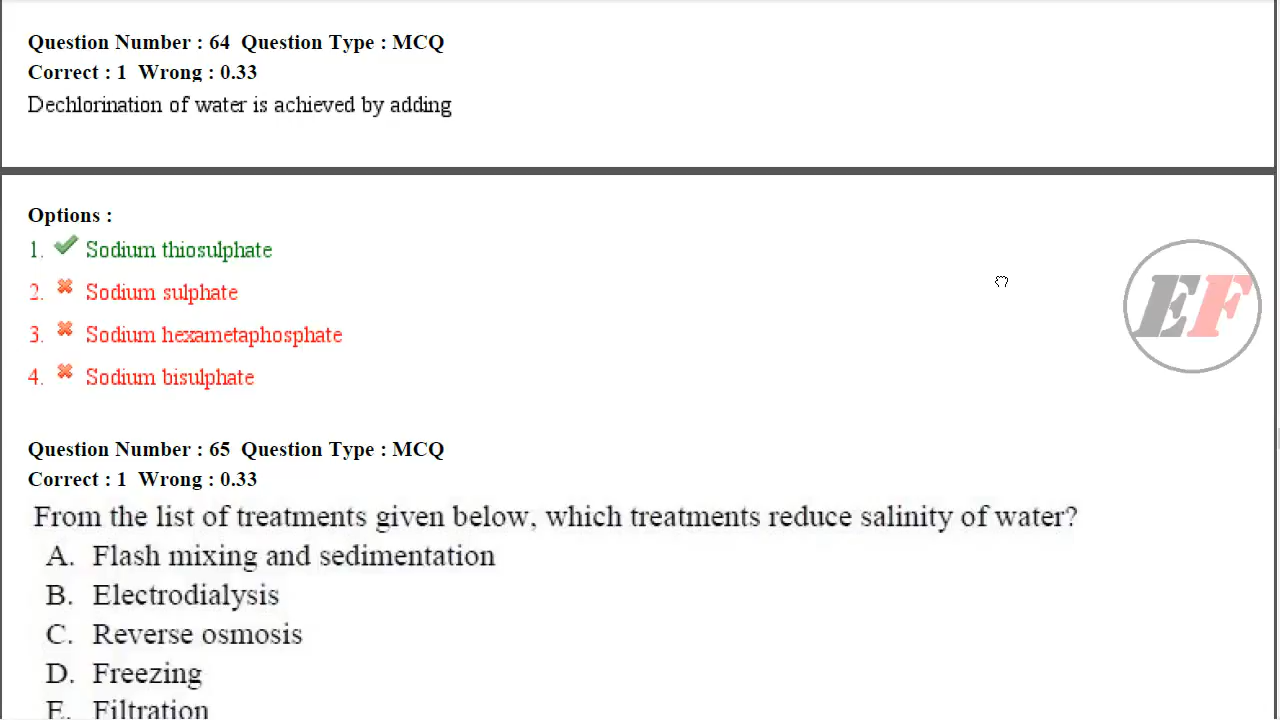 Question Number : 64 Question Type : MCQ
Correct : 1 Wrong : 0.33
Dechlorination of water is achieved by adding
Options :
1. Sodium thiosulphate
2. Sodium sulphate
3. Sodium hexametaphosphate
4. Sodium bisulphate
EF
Question Number : 65 Question Type : MCQ
Correct : 1 Wrong : 0.33
From the list of treatments given below, which treatments reduce salinity of water?
A. Flash mixing and sedimentation
B. Electrodialysis
C. Reverse osmosis
D. Freezing
E. Filtration